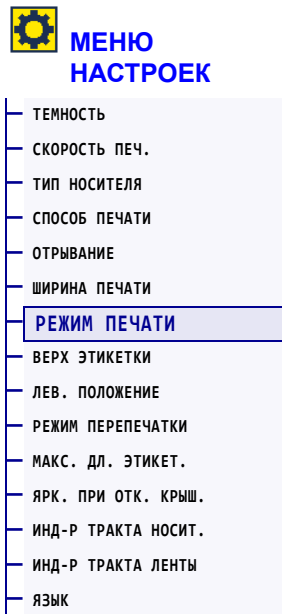 МЕНЮ
НАСТРОЕК
ТЕМНОСТЬ
СКОРОСТЬ ПЕЧ.
ТИП НОСИТЕЛЯ
СПОСОБ ПЕЧАТИ
ОТРЫВАНИЕ
ШИРИНА ПЕЧАТИ
РЕЖИМ ПЕЧАТИ
ВЕРХ ЭТИКЕТКИ
ЛЕВ. ПОЛОЖЕНИЕ
РЕЖИМ ПЕРЕПЕЧАТКИ
МАКС. ДЛ. ЭТИКЕТ.
ЯРК. ПРИ ОТК. КРЫШ.
ИНД-Р ТРАКТА НОСИТ.
ИНД-Р ТРАКТА ЛЕНТЫ
ЯЗЫК